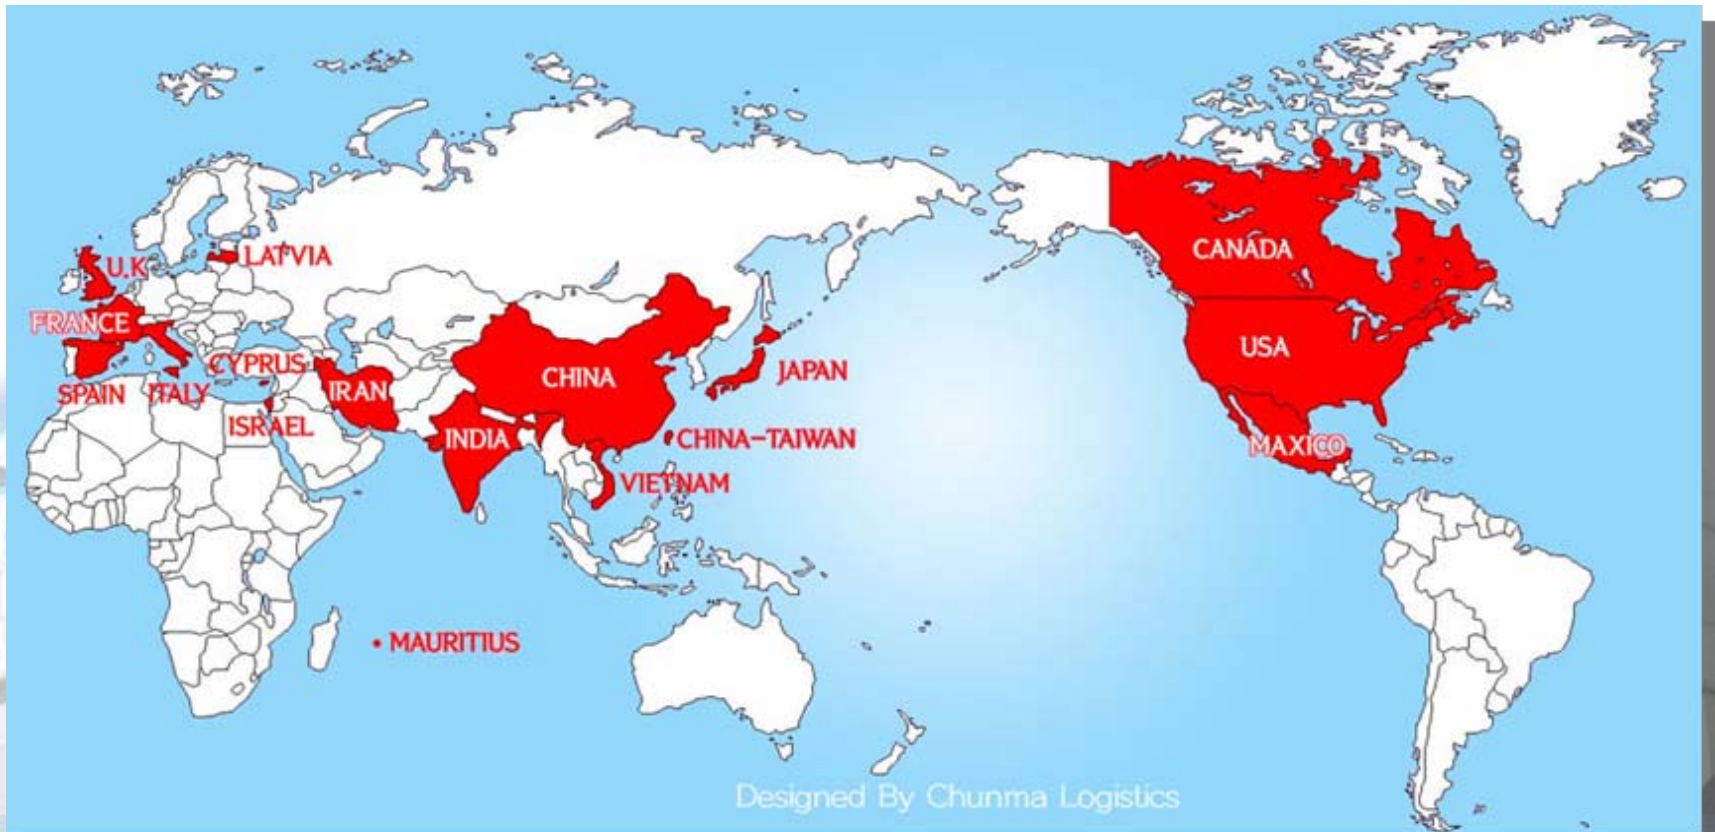 U.K
LATVIA
FRANCE
CYPRUS
SPAIN
ITALY
IRAN
ISRAEL
INDIA
CHINA
JAPAN
CHINA-TAIWAN
VIETNAM
MAURITIUS
CANADA
USA
MAXICO
Designed By Chunma Logistics